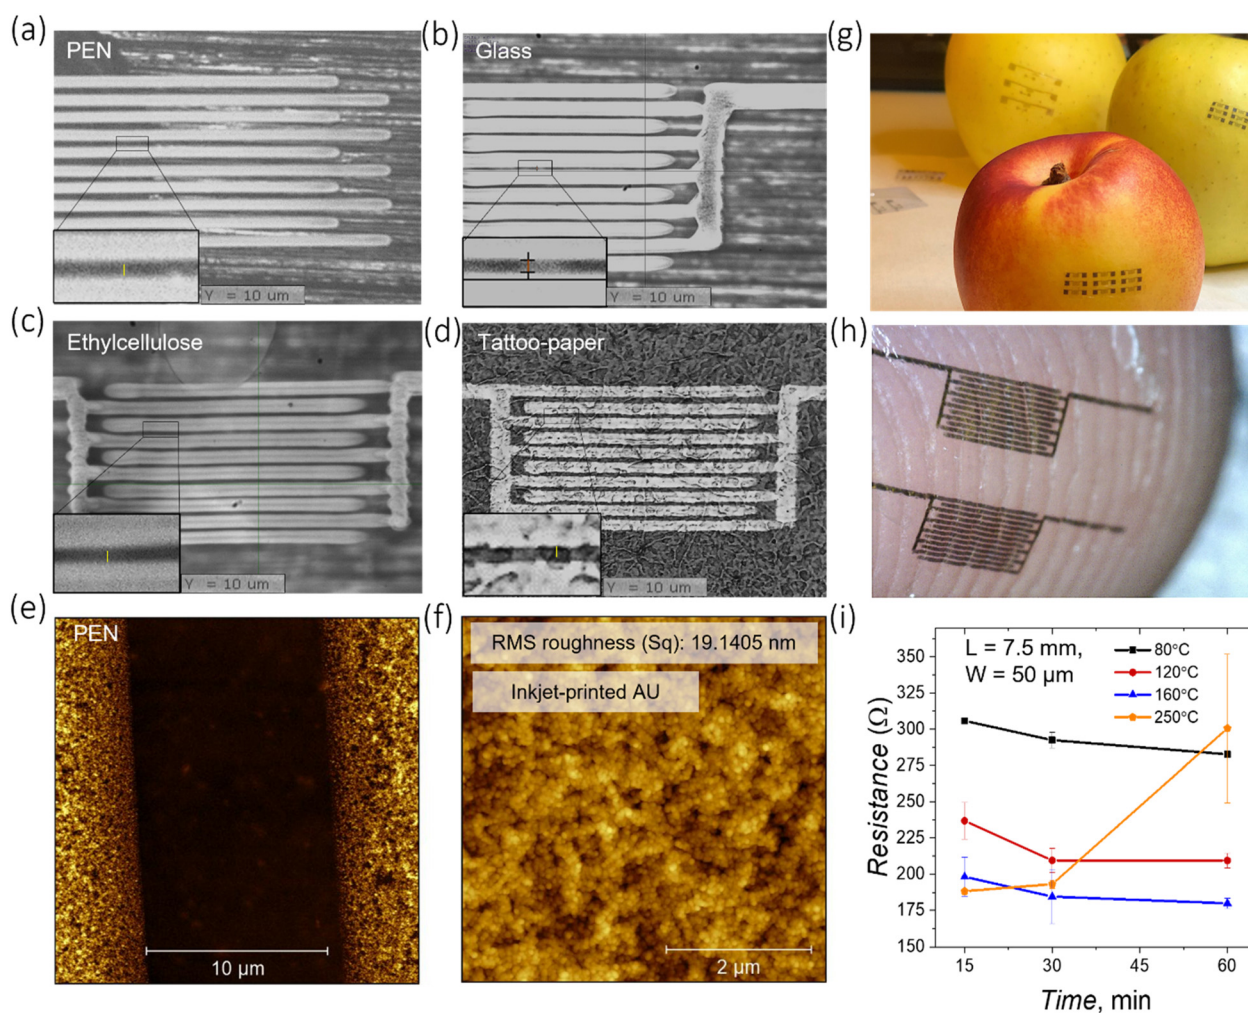 (a)
PEN
Y = 10 um
(b)
Glass
Y = 10 um
(g)
(c)
Ethylcellulose
Y = 10 um
(d)
Tattoo-paper
Y = 10 um
(h)
(e)
PEN
10 µm
(f)
RMS roughness (Sq): 19.1405 nm
Inkjet-printed AU
2 µm
(i)
L = 7.5 mm,
W = 50 µm
80°C
120°C
160°C
250°C
Resistance (Ω)
350
325
300
275
250
225
200
175
150
15
30
45
60
Time, min